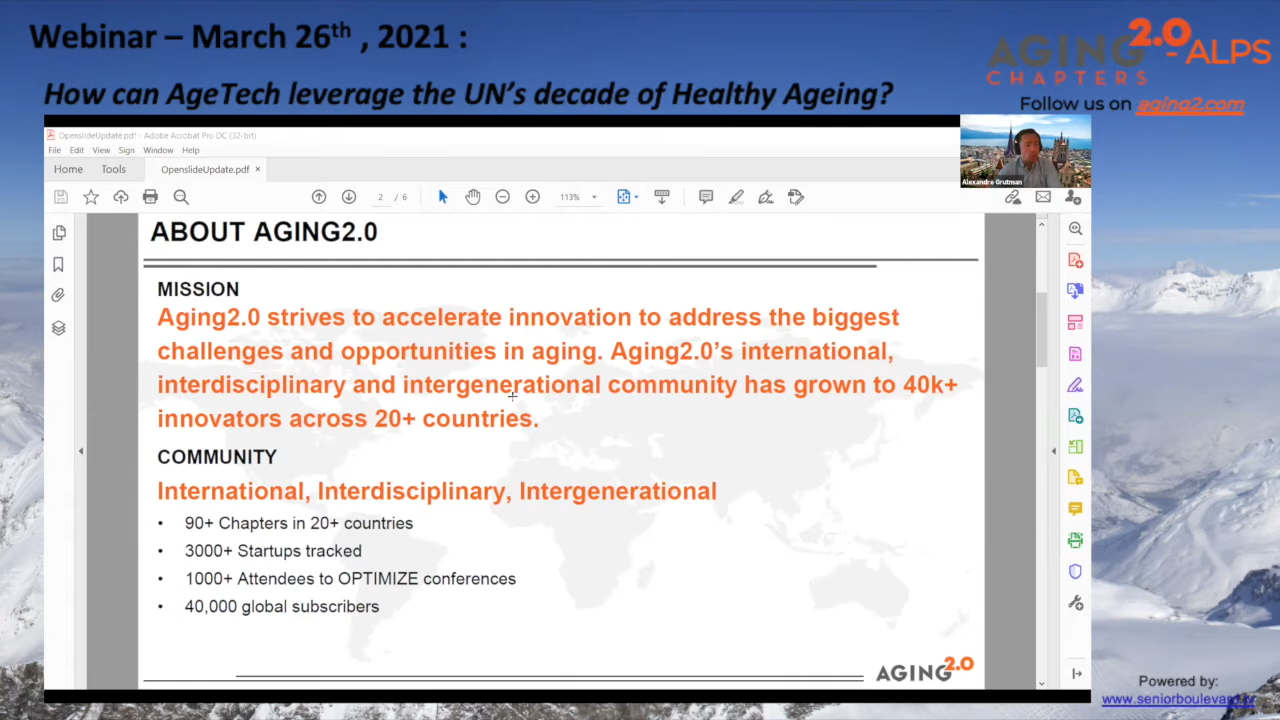 Webinar – March 26th , 2021 :
How can AgeTech leverage the UN's decade of Healthy Ageing?
AGING2.0 - ALPS
CHAPTERS
Follow us on aging2.com
OpenslideUpdate.pdf - Adobe Acrobat Pro DC (32-bit)
File Edit View Sign Window Help
Home Tools OpenslideUpdate.pdf ×
2 / 6 113%
Alexandre Grutman
ABOUT AGING2.0
MISSION
Aging2.0 strives to accelerate innovation to address the biggest
challenges and opportunities in aging. Aging2.0’s international,
interdisciplinary and intergenerational community has grown to 40k+
innovators across 20+ countries.
COMMUNITY
International, Interdisciplinary, Intergenerational
• 90+ Chapters in 20+ countries
• 3000+ Startups tracked
• 1000+ Attendees to OPTIMIZE conferences
• 40,000 global subscribers
AGING2.0
Powered by:
www.seniorboulevard.tv